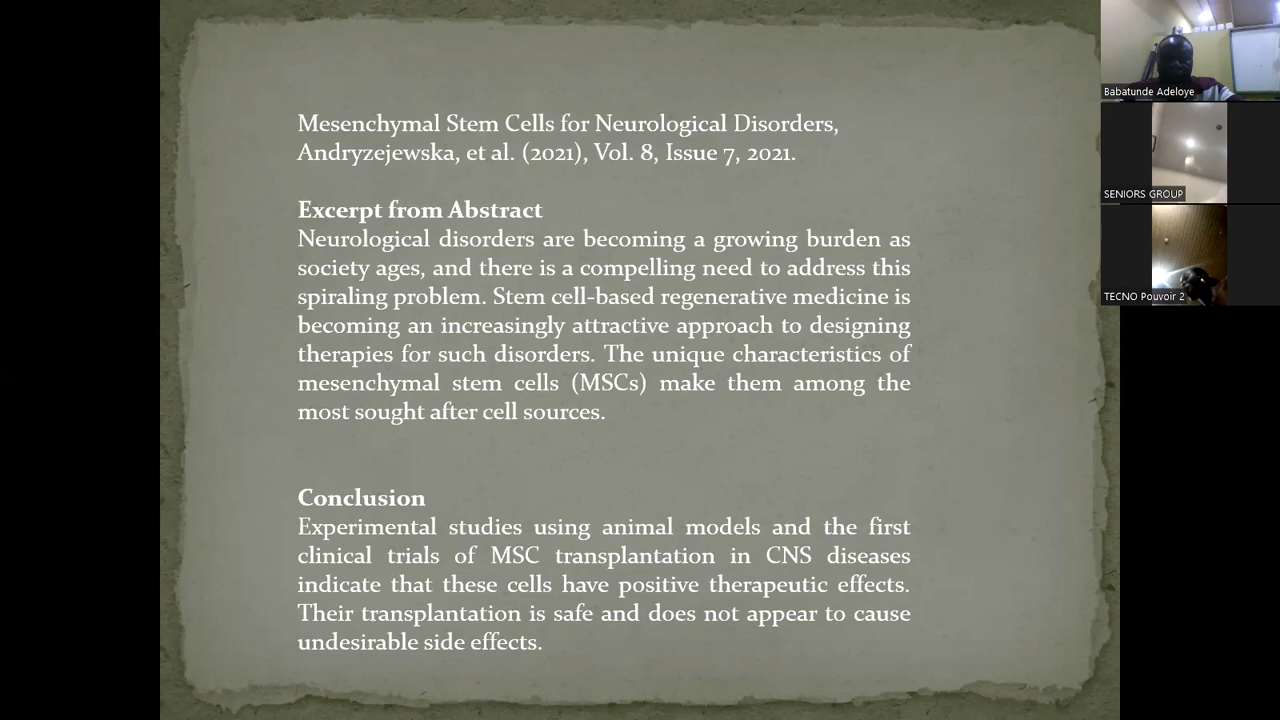 Mesenchymal Stem Cells for Neurological Disorders,
Andryzejewska, et al. (2021), Vol. 8, Issue 7, 2021.
Excerpt from Abstract
Neurological disorders are becoming a growing burden as
society ages, and there is a compelling need to address this
spiraling problem. Stem cell-based regenerative medicine is
becoming an increasingly attractive approach to designing
therapies for such disorders. The unique characteristics of
mesenchymal stem cells (MSCs) make them among the
most sought after cell sources.
Conclusion
Experimental studies using animal models and the first
clinical trials of MSC transplantation in CNS diseases
indicate that these cells have positive therapeutic effects.
Their transplantation is safe and does not appear to cause
undesirable side effects.
Babatunde Adeloye
SENIORS GROUP
TECNO Pouvoir 2